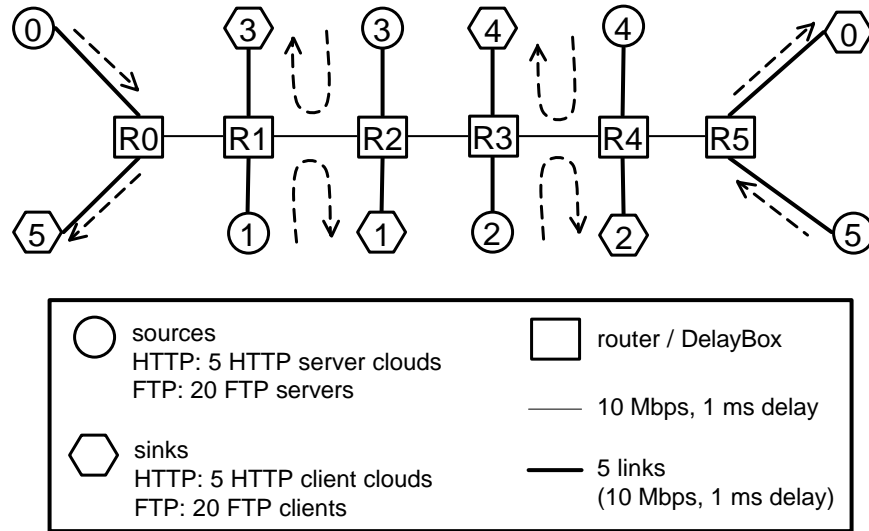 0 3 3 4 4 0
R0 R1 R2 R3 R4 R5
5 1 1 2 2 5
sources
HTTP: 5 HTTP server clouds
FTP: 20 FTP servers
router / DelayBox
10 Mbps, 1 ms delay
sinks
HTTP: 5 HTTP client clouds
FTP: 20 FTP clients
5 links
(10 Mbps, 1 ms delay)